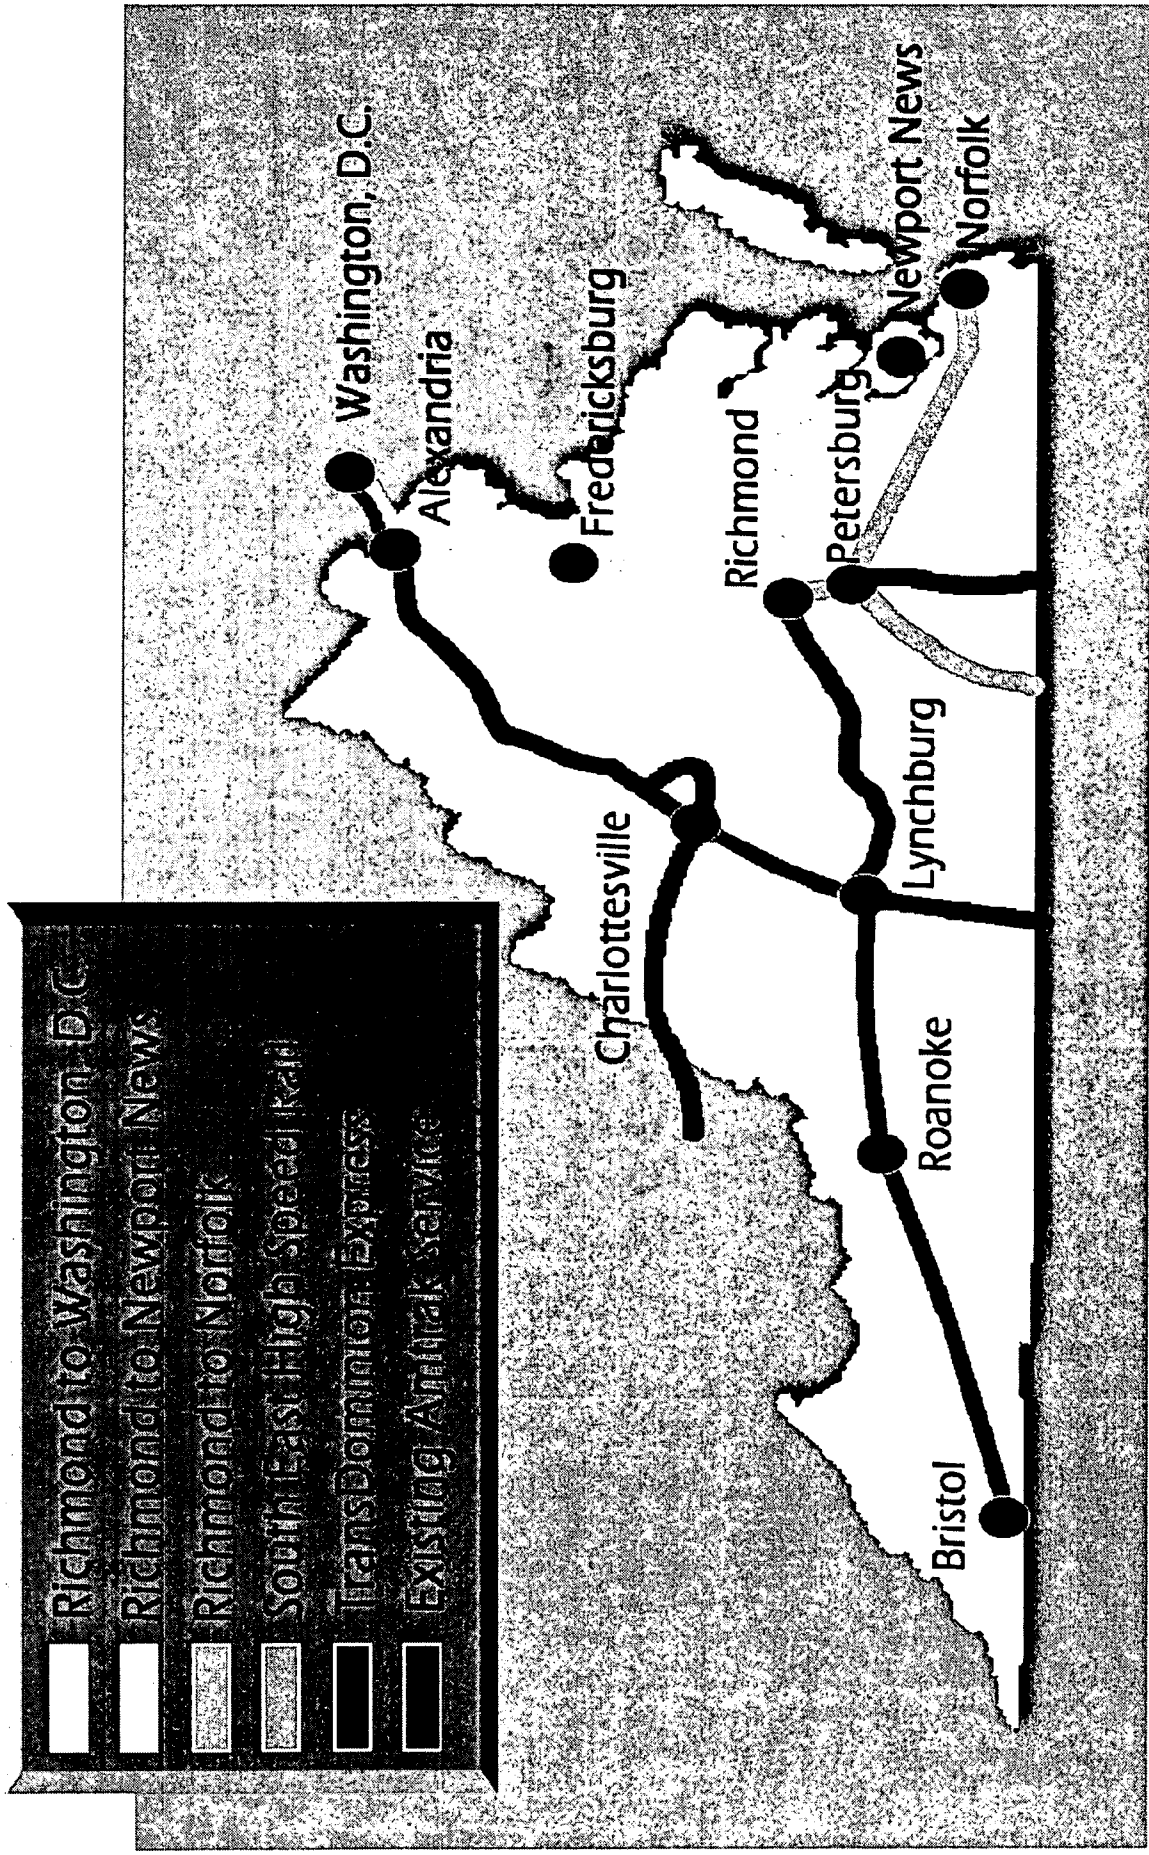 Richmond to Washington, D.C.
Richmond to Newport News
Richmond to Norfolk
South East High Speed Rail
TransDominion Express
Existing Amtrak Service
Washington, D.C.
Alexandria
Fredericksburg
Charlottesville
Richmond
Petersburg
Newport News
Norfolk
Lynchburg
Roanoke
Bristol